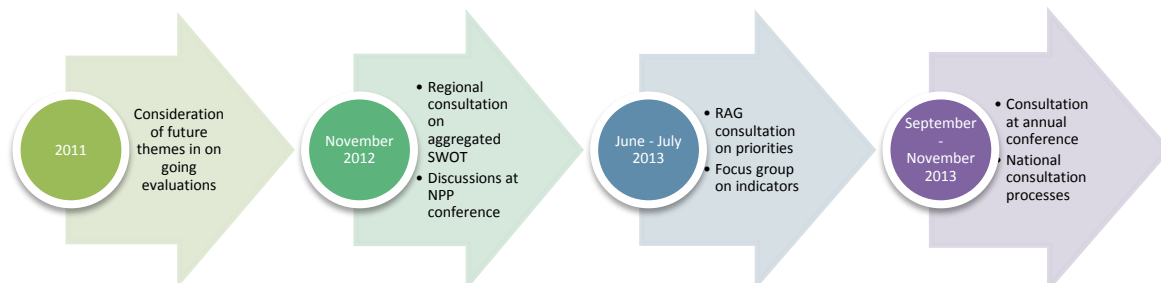 2011
Consideration
of future
themes in on
going
evaluations
November
2012
• Regional
consultation
on
aggregated
SWOT
• Discussions at
NPP
conference
June - July
2013
• RAG
consultation
on priorities
• Focus group
on indicators
September
-
November
2013
• Consultation
at annual
conference
• National
consultation
processes